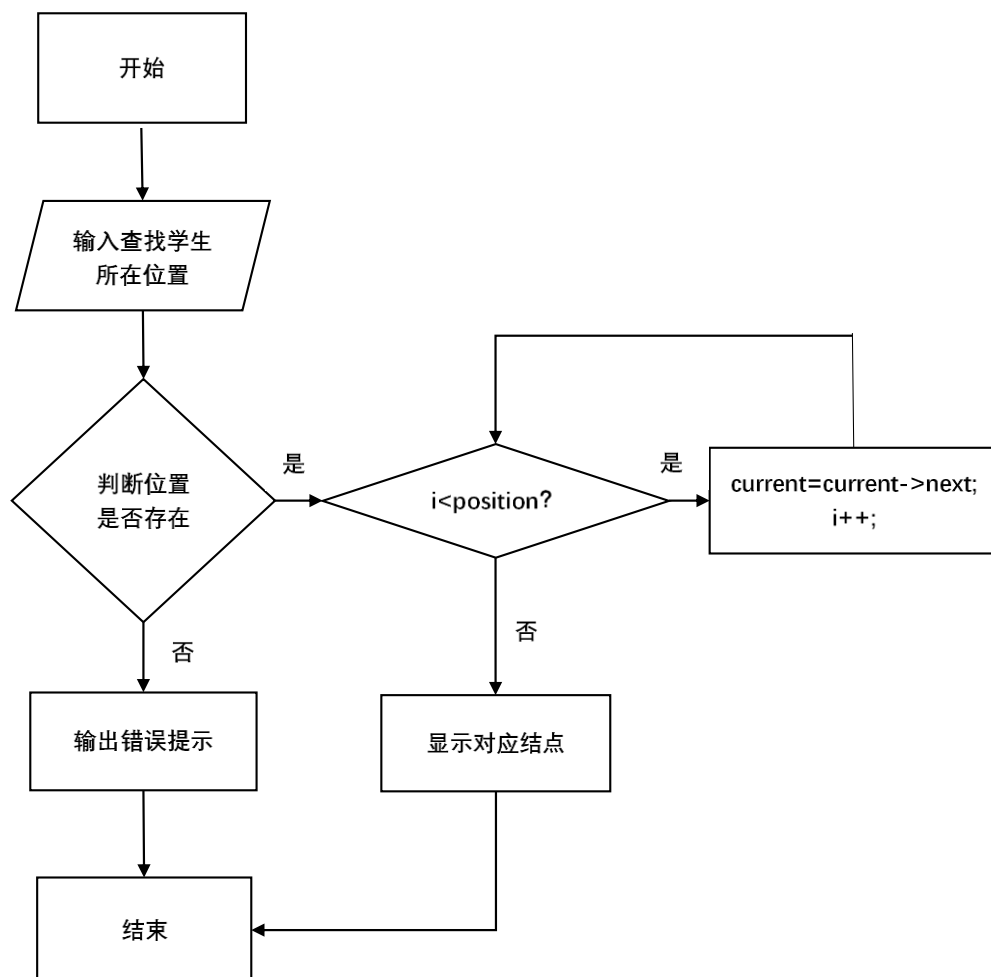 开始
输入查找学生
所在位置
判断位置
是否存在
是
i<position?
是
current=current->next;
i++;
否
否
输出错误提示
显示对应结点
结束